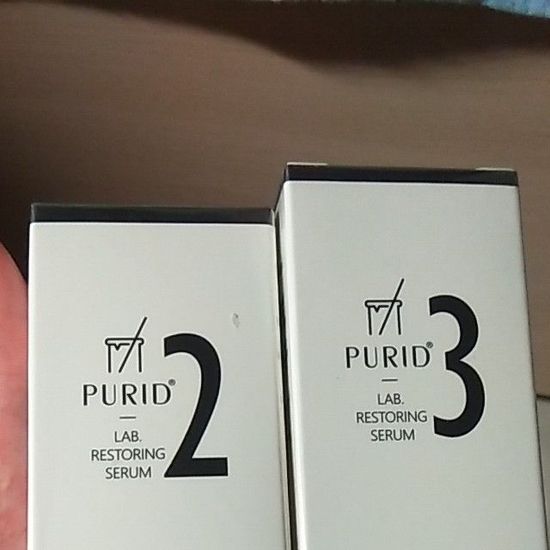 PURID®
LAB.
RESTORING
SERUM
2
PURID®
LAB.
RESTORING
SERUM
3